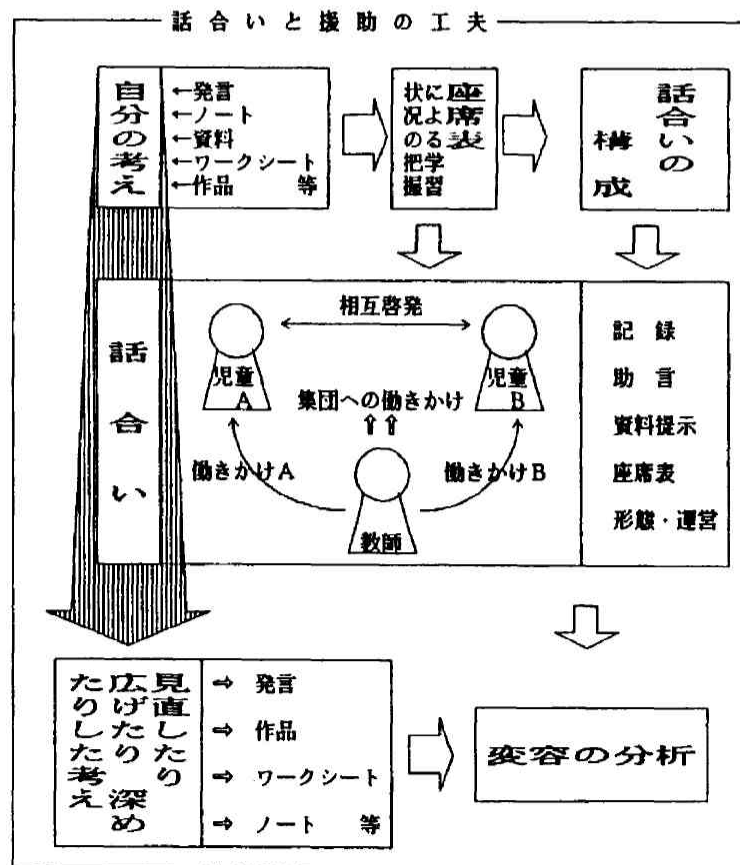 話合いと援助の工夫
自分の考え
←発言
←ノート
←資料
←ワークシート
←作品　等
座席表
による学習
状況の把握
話合いの
構成
話合い
相互啓発
児童
A
児童
B
集団への働きかけ
⇧⇧
働きかけA
働きかけB
教師
記録
助言
資料提示
座席表
形態・運営
見直したり
広げたり 深め
たりした考え
⇨ 発言
⇨ 作品
⇨ ワークシート
⇨ ノート　等
変容の分析